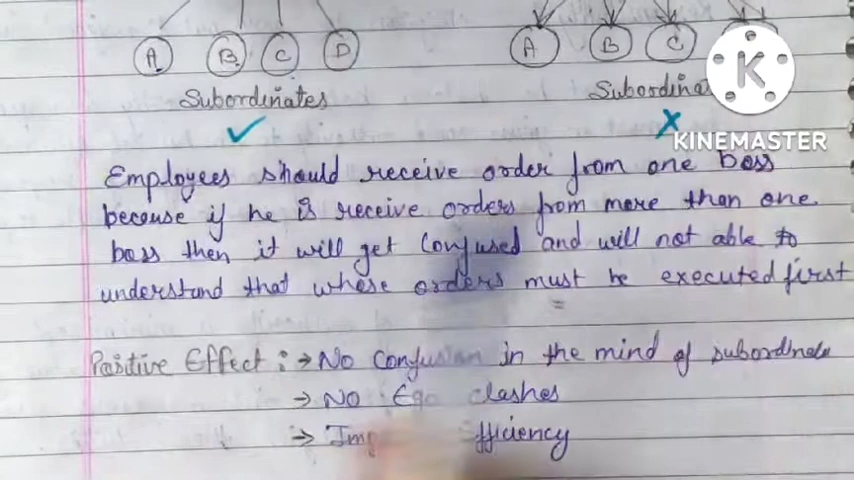 A B C D A B C
Subordinates Subordina
✓ X
K
KINEMASTER
Employees should receive order from one boss
because if he is receive orders from more than one
boss then it will get confused and will not able to
understand that whose orders must be executed first
Positive Effect :→ No confusion in the mind of subordinate
→ No Ego clashes
→ Efficiency